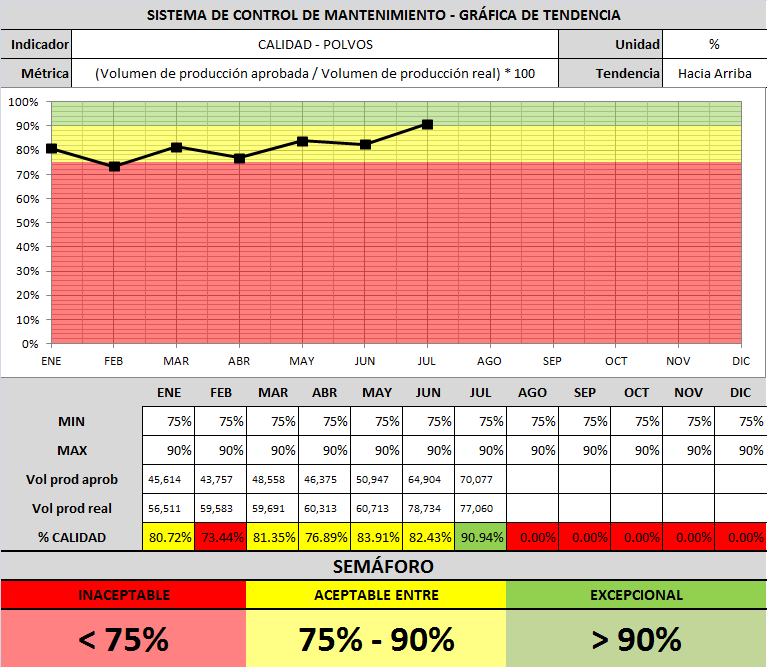 SISTEMA DE CONTROL DE MANTENIMIENTO - GRÁFICA DE TENDENCIA
Indicador CALIDAD - POLVOS Unidad %
Métrica (Volumen de producción aprobada / Volumen de producción real) * 100 Tendencia Hacia Arriba
100%
90%
80%
70%
60%
50%
40%
30%
20%
10%
0%
ENE FEB MAR ABR MAY JUN JUL AGO SEP OCT NOV DIC
ENE FEB MAR ABR MAY JUN JUL AGO SEP OCT NOV DIC
MIN 75% 75% 75% 75% 75% 75% 75% 75% 75% 75% 75% 75%
MAX 90% 90% 90% 90% 90% 90% 90% 90% 90% 90% 90% 90%
Vol prod aprob 45,614 43,757 48,558 46,375 50,947 64,904 70,077
Vol prod real 56,511 59,583 59,691 60,313 60,713 78,734 77,060
% CALIDAD 80.72% 73.44% 81.35% 76.89% 83.91% 82.43% 90.94% 0.00% 0.00% 0.00% 0.00% 0.00%
SEMÁFORO
INACEPTABLE ACEPTABLE ENTRE EXCEPCIONAL
< 75% 75% - 90% > 90%